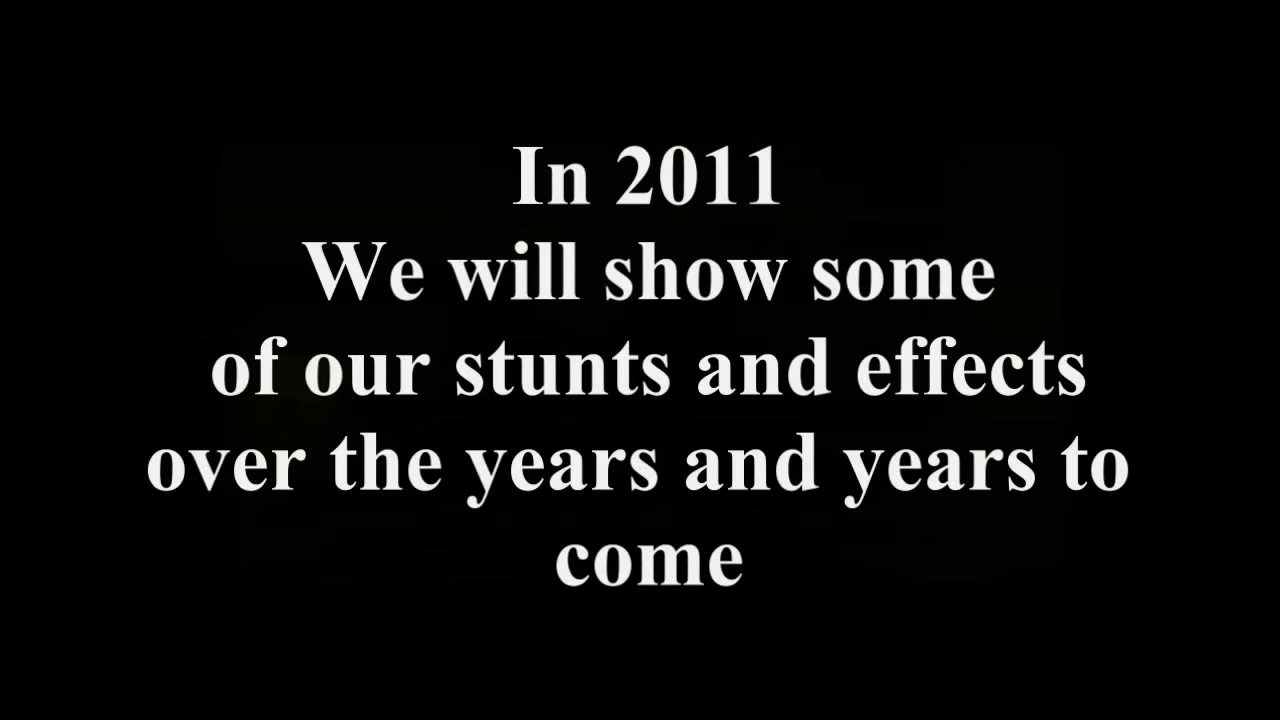 In 2011
We will show some
of our stunts and effects
over the years and years to
come